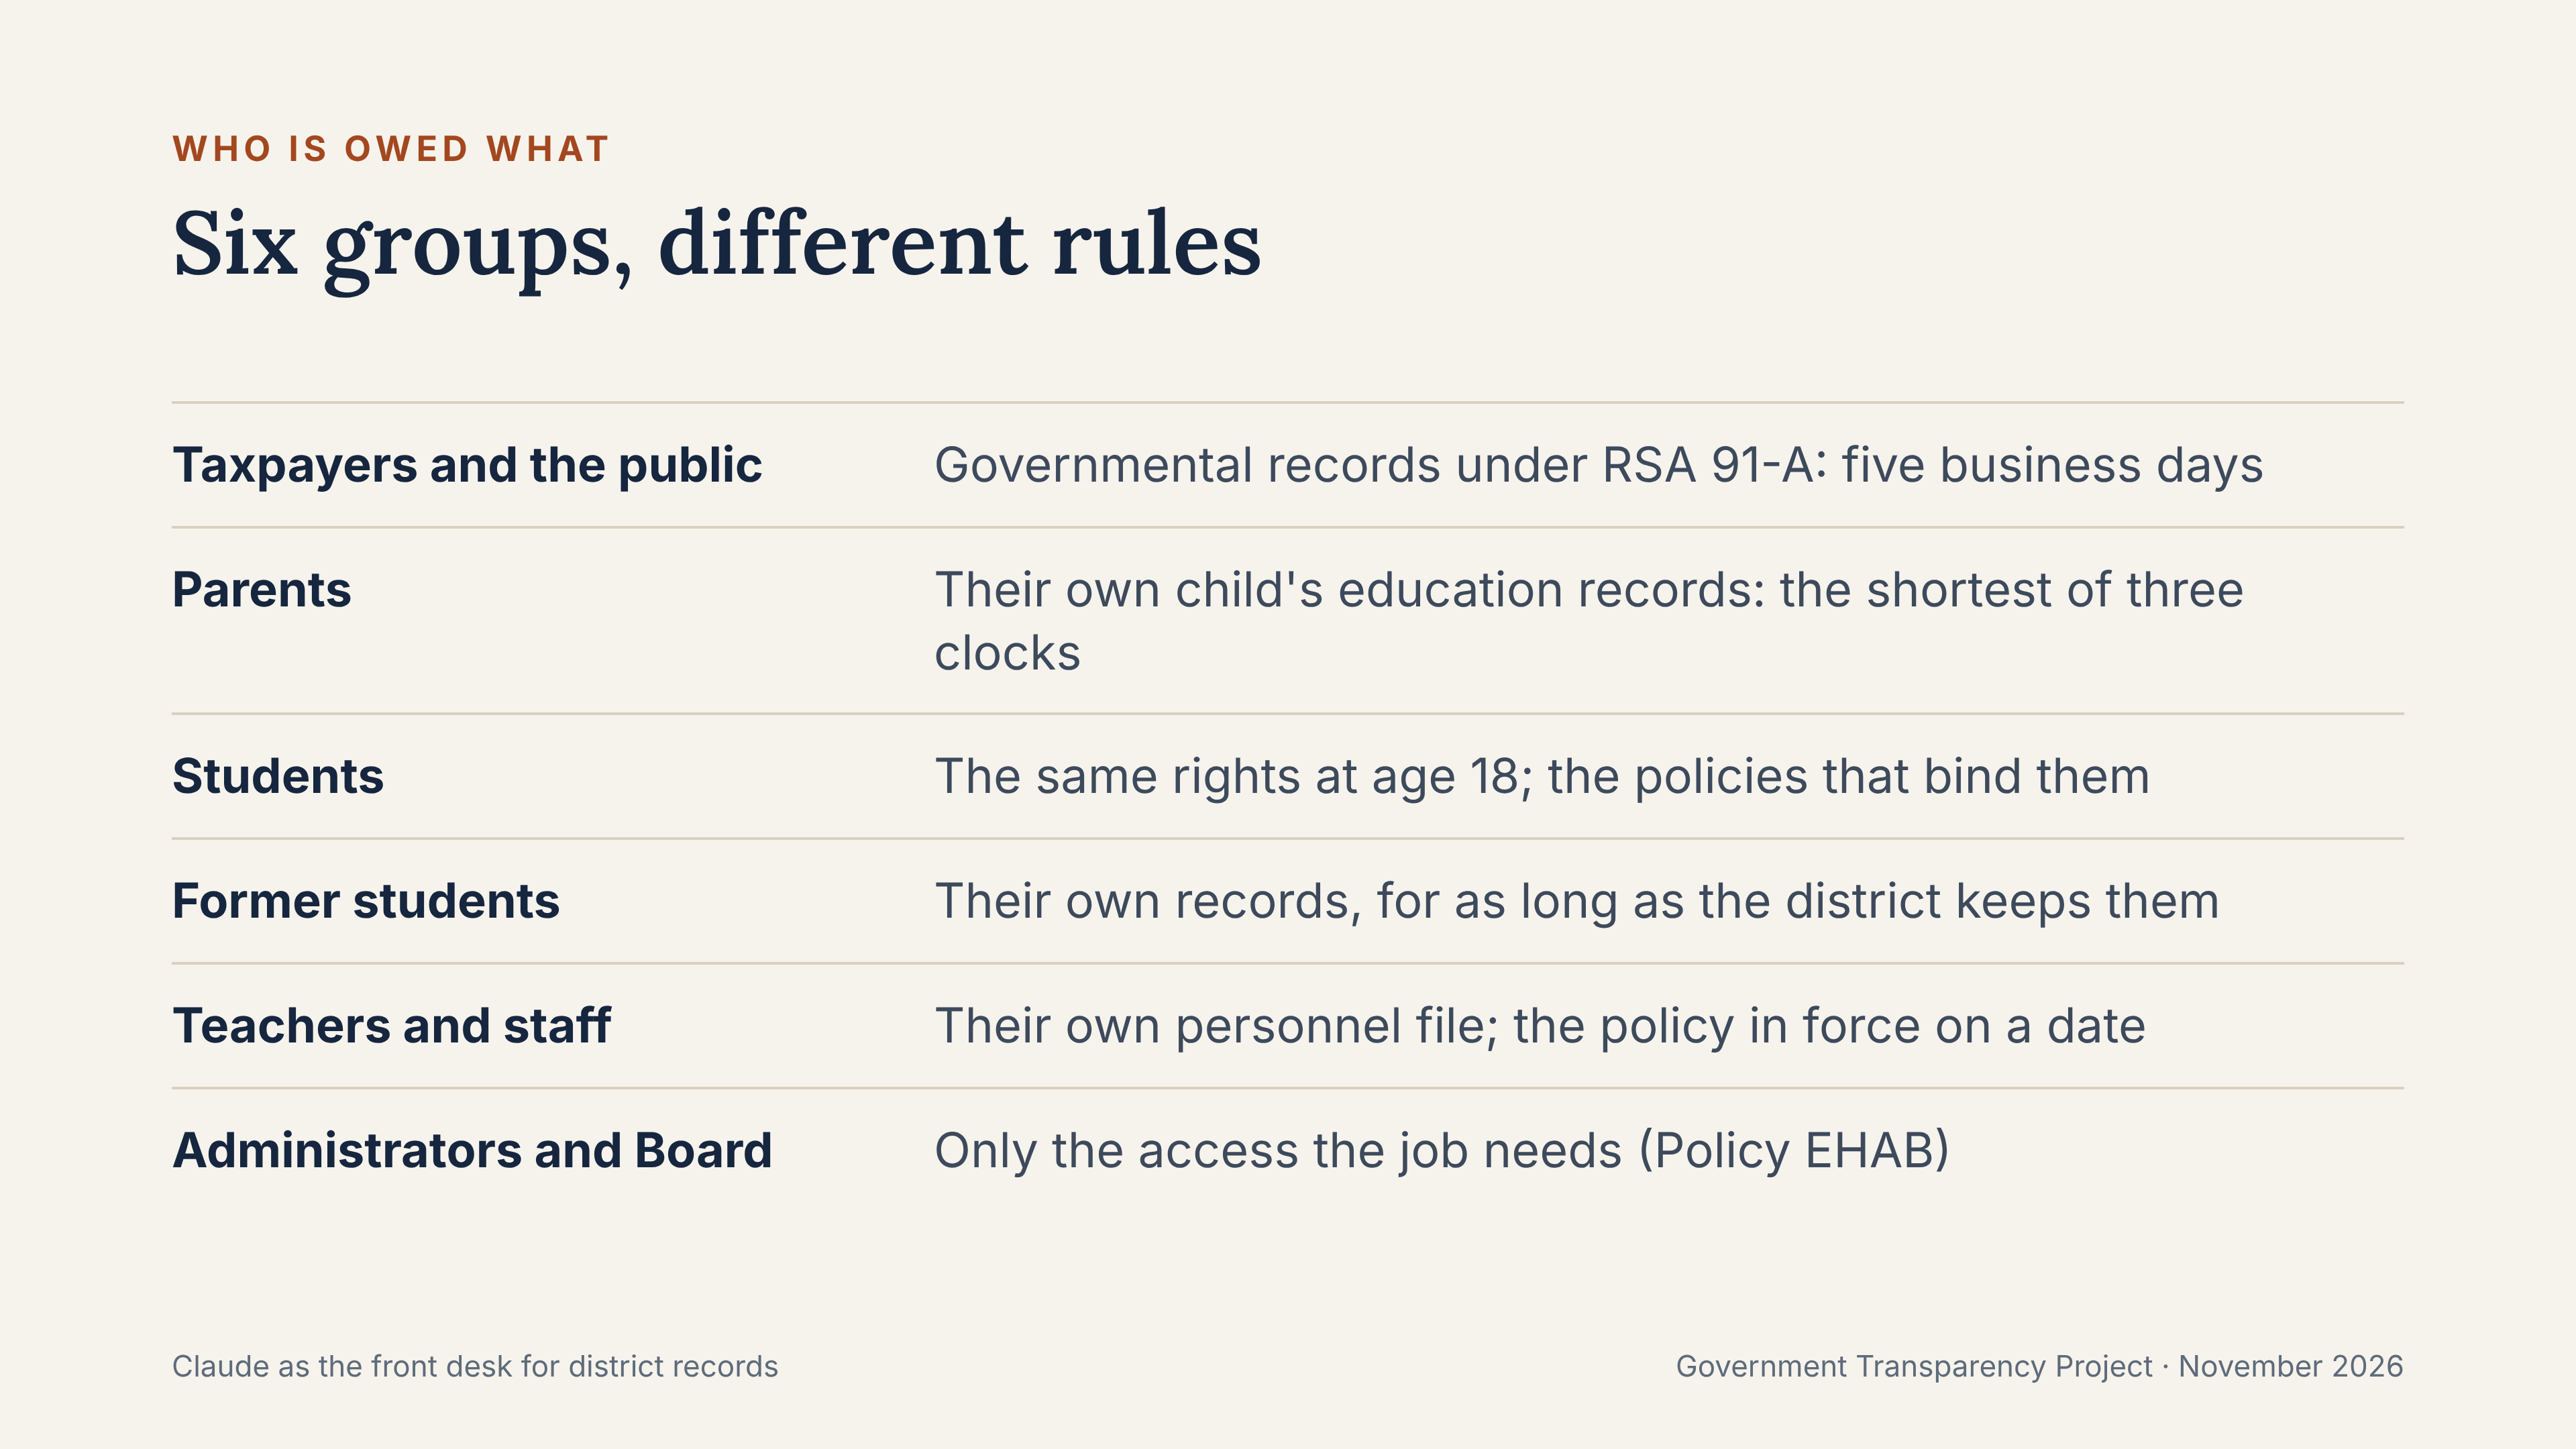 WHO IS OWED WHAT
Six groups, different rules
Taxpayers and the public
Governmental records under RSA 91-A: five business days
Parents
Their own child's education records: the shortest of three
clocks
Students
The same rights at age 18; the policies that bind them
Former students
Their own records, for as long as the district keeps them
Teachers and staff
Their own personnel file; the policy in force on a date
Administrators and Board
Only the access the job needs (Policy EHAB)
Claude as the front desk for district records
Government Transparency Project · November 2026